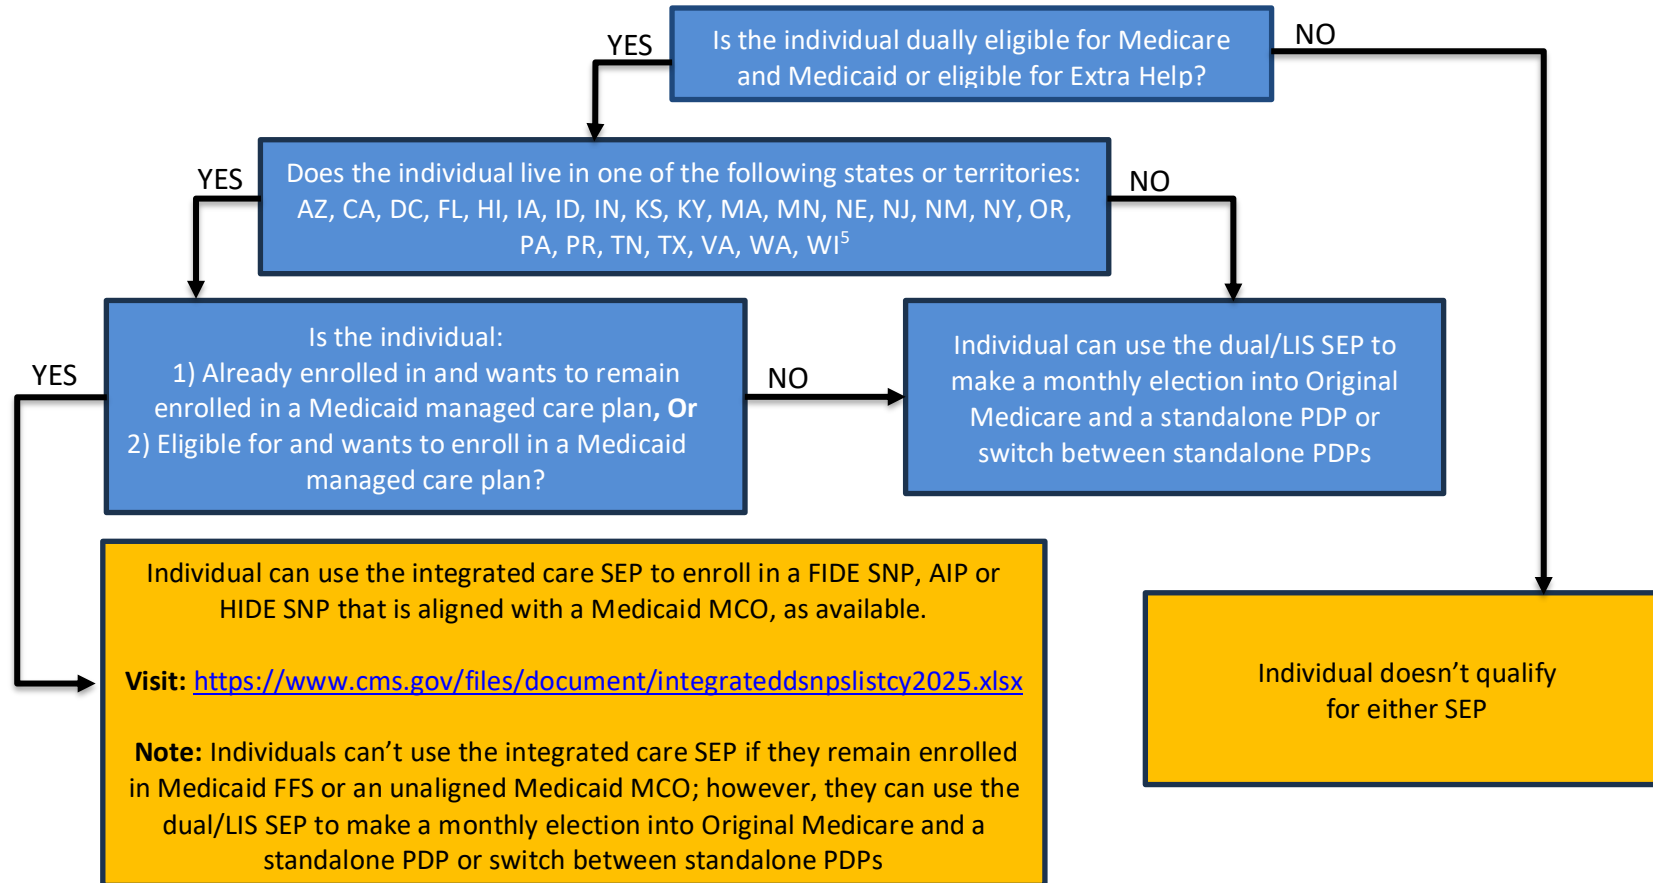 Is the individual dually eligible for Medicare
and Medicaid or eligible for Extra Help?
YES
NO
Does the individual live in one of the following states or territories:
AZ, CA, DC, FL, HI, IA, ID, IN, KS, KY, MA, MN, NE, NJ, NM, NY, OR,
PA, PR, TN, TX, VA, WA, WI5
YES
NO
Is the individual:
1) Already enrolled in and wants to remain
enrolled in a Medicaid managed care plan, Or
2) Eligible for and wants to enroll in a Medicaid
managed care plan?
YES
NO
Individual can use the dual/LIS SEP to
make a monthly election into Original
Medicare and a standalone PDP or
switch between standalone PDPs
Individual can use the integrated care SEP to enroll in a FIDE SNP, AIP or
HIDE SNP that is aligned with a Medicaid MCO, as available.
Visit: https://www.cms.gov/files/document/integrateddsnpslistcy2025.xlsx
Note: Individuals can’t use the integrated care SEP if they remain enrolled
in Medicaid FFS or an unaligned Medicaid MCO; however, they can use the
dual/LIS SEP to make a monthly election into Original Medicare and a
standalone PDP or switch between standalone PDPs
Individual doesn’t qualify
for either SEP